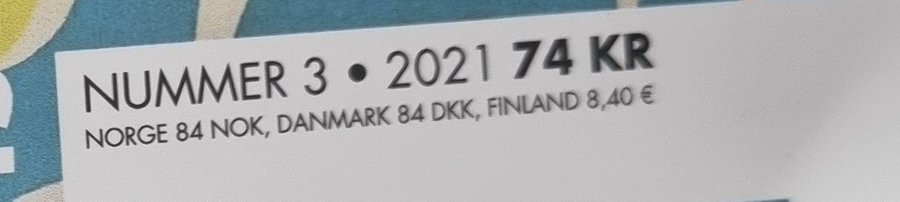 NUMMER 3 • 2021 74 KR
NORGE 84 NOK, DANMARK 84 DKK, FINLAND 8,40 €